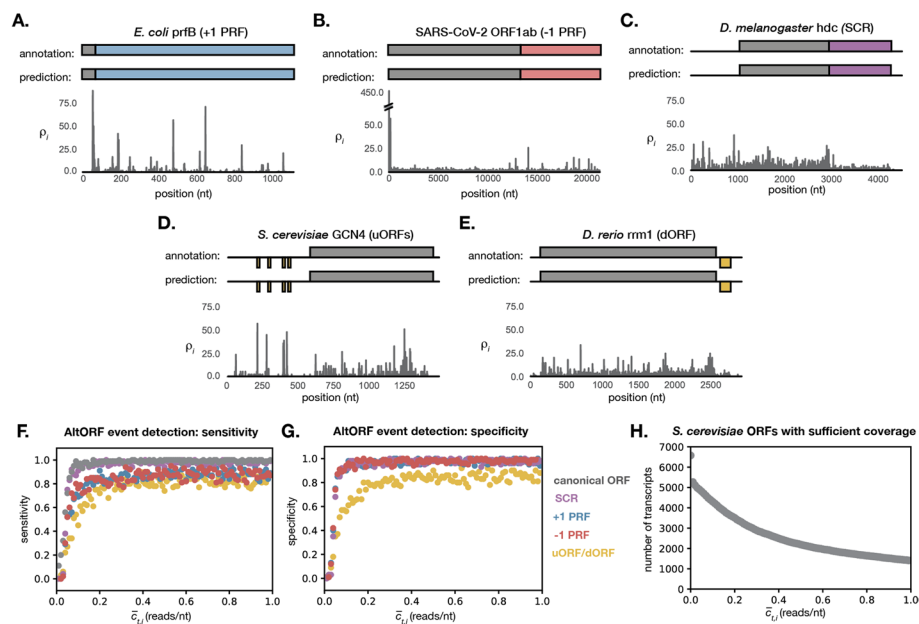 A.
E. coli prfB (+1 PRF)
annotation:
prediction:
75.0
50.0
25.0
0.0
ρi
0 200 400 600 800 1000
position (nt)
B.
SARS-CoV-2 ORF1ab (-1 PRF)
annotation:
prediction:
450.0
50.0
25.0
0.0
ρi
0 5000 10000 15000 20000
position (nt)
C.
D. melanogaster hdc (SCR)
annotation:
prediction:
75.0
50.0
25.0
0.0
ρi
0 1000 2000 3000 4000
position (nt)
D.
S. cerevisiae GCN4 (uORFs)
annotation:
prediction:
75.0
50.0
25.0
0.0
ρi
0 250 500 750 1000 1250
position (nt)
E.
D. rerio rrm1 (dORF)
annotation:
prediction:
75.0
50.0
25.0
0.0
ρi
0 500 1000 1500 2000 2500
position (nt)
F.
AltORF event detection: sensitivity
1.0
0.8
0.6
0.4
0.2
0.0
sensitivity
0.0 0.2 0.4 0.6 0.8 1.0
c̅t,i (reads/nt)
G.
AltORF event detection: specificity
1.0
0.8
0.6
0.4
0.2
0.0
specificity
0.0 0.2 0.4 0.6 0.8 1.0
c̅t,i (reads/nt)
canonical ORF
SCR
+1 PRF
-1 PRF
uORF/dORF
H.
S. cerevisiae ORFs with sufficient coverage
7000
6000
5000
4000
3000
2000
1000
0
number of transcripts
0.0 0.2 0.4 0.6 0.8 1.0
c̅t,i (reads/nt)